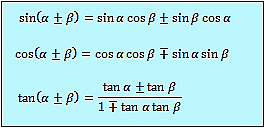 sin(α ± β) = sin α cos β ± sin β cos α
cos(α ± β) = cos α cos β ∓ sin α sin β
tan(α ± β) = (tan α ± tan β) / (1 ∓ tan α tan β)